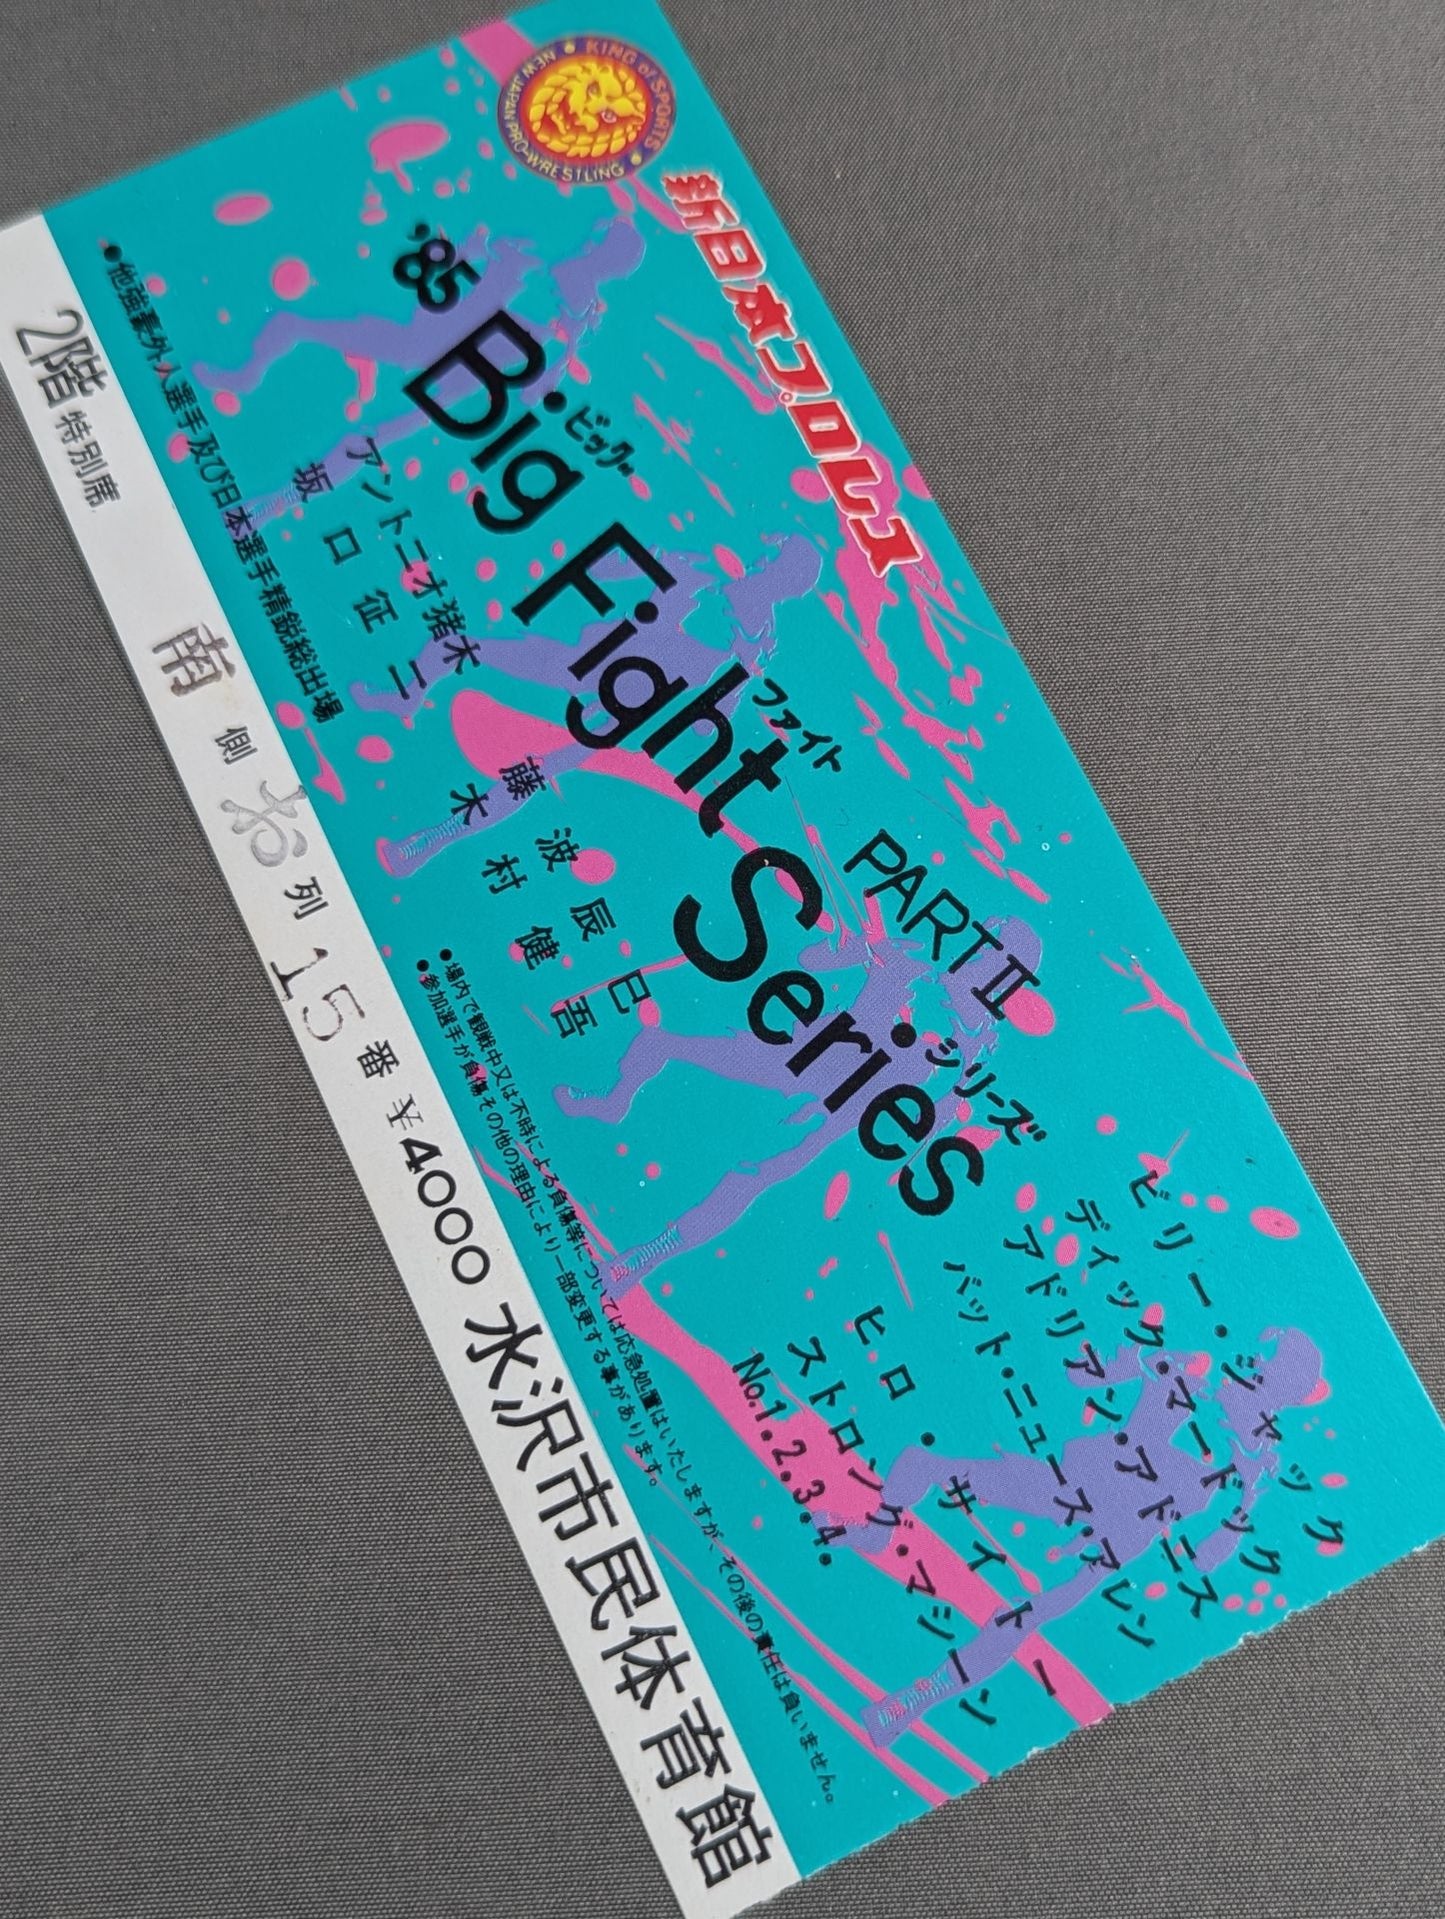 KING of SPORTS
NEW JAPAN PRO-WRESTLING
新日本プロレス
'85 Big Fight Series
ビッグ ファイト シリーズ
PART II
アントニオ猪木
坂口征二
藤波辰巳
木村健吾
ビリー・ジャック
ディック・マードック
アドリアン・アドニス
バット・ニュース・アレン
ヒロ・サイトー
ストロング・マシーン
No.1.2.3.4.
●他強豪外人選手及び日本選手精鋭総出場
●場内で観戦中又は不時による負傷等については応急処置はいたしますが、その後の責任は負いません。
●参加選手が負傷その他の理由により一部変更する事があります。
2階特別席 南側 お列 15番 ¥4000 水沢市民体育館